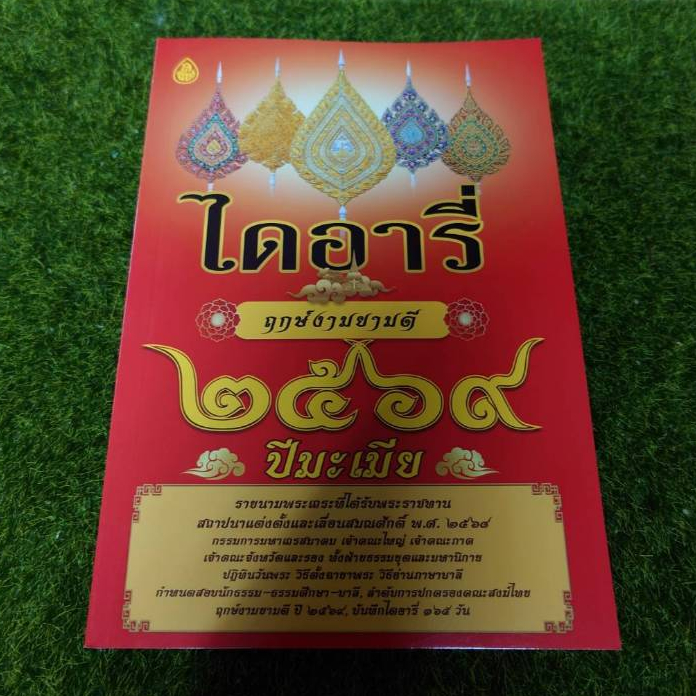 ไดอารี่
ฤกษ์งามยามดี
๒๕๖๙
ปีมะเมีย
รายนามพระเถระที่ได้รับพระราชทาน
สถาปนาแต่งตั้งและเลื่อนสมณศักดิ์ พ.ศ. ๒๕๖๘
กรรมการมหาเถรสมาคม เจ้าคณะใหญ่ เจ้าคณะภาค
เจ้าคณะจังหวัดและรอง ทั้งฝ่ายธรรมยุตและมหานิกาย
ปฏิทินวันพระ วิธีตั้งฉายาพระ วิธีอ่านภาษาบาลี
กำหนดสอบนักธรรม-ธรรมศึกษา-บาลี, ลำดับการปกครองคณะสงฆ์ไทย
ฤกษ์งามยามดี ปี ๒๕๖๙, บันทึกไดอารี่ ๓๖๕ วัน